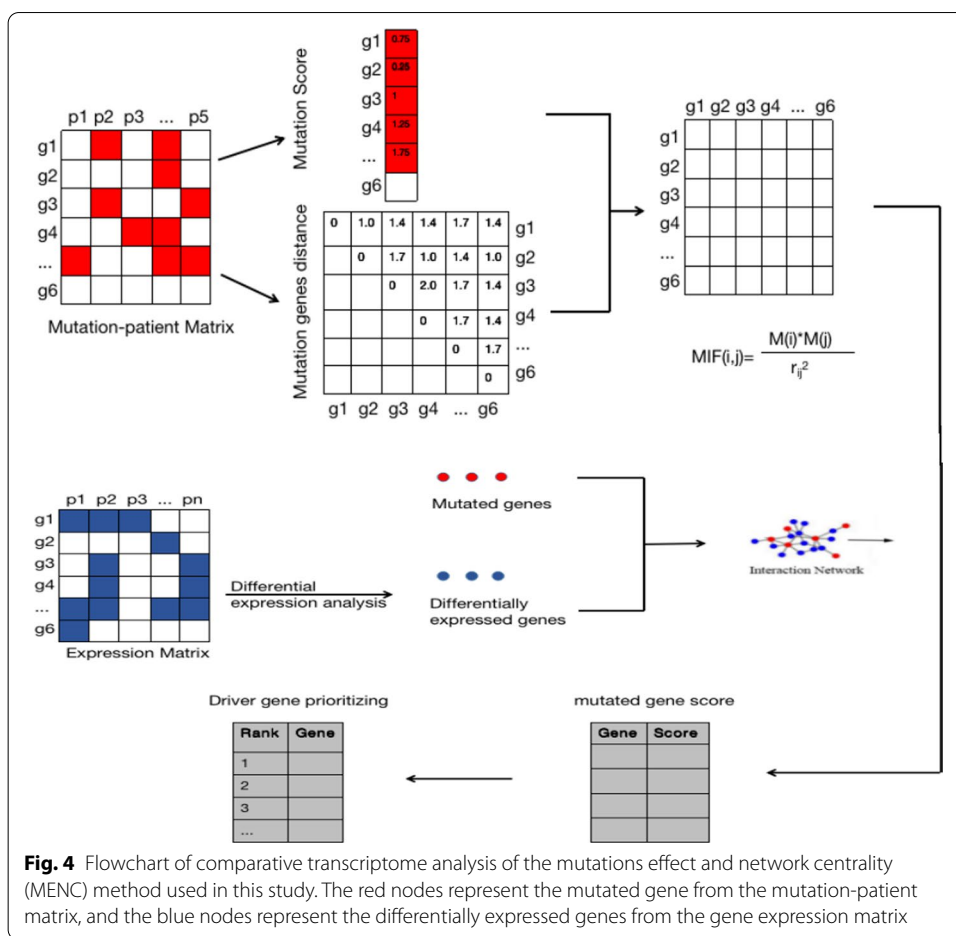 p1 p2 p3 ... p5
g1
g2
g3
g4
...
g6
Mutation-patient Matrix
Mutation Score
g1 0.75
g2 0.25
g3 1
g4 1.25
... 1.75
g6
Mutation genes distance
0 1.0 1.4 1.4 1.7 1.4 g1
0 1.7 1.0 1.4 1.0 g2
0 2.0 1.7 1.4 g3
0 1.7 1.4 g4
0 1.7 ...
0 g6
g1 g2 g3 g4 ... g6
g1 g2 g3 g4 ... g6
g1
g2
g3
g4
...
g6
MIF(i,j)= M(i)*M(j)
rij2
p1 p2 p3 ... pn
g1
g2
g3
g4
...
g6
Expression Matrix
Differential
expression analysis
Mutated genes
Differentially
expressed genes
Interaction Network
Driver gene prioritizing
Rank Gene
1
2
3
...
mutated gene score
Gene Score
Fig. 4 Flowchart of comparative transcriptome analysis of the mutations effect and network centrality
(MENC) method used in this study. The red nodes represent the mutated gene from the mutation-patient
matrix, and the blue nodes represent the differentially expressed genes from the gene expression matrix